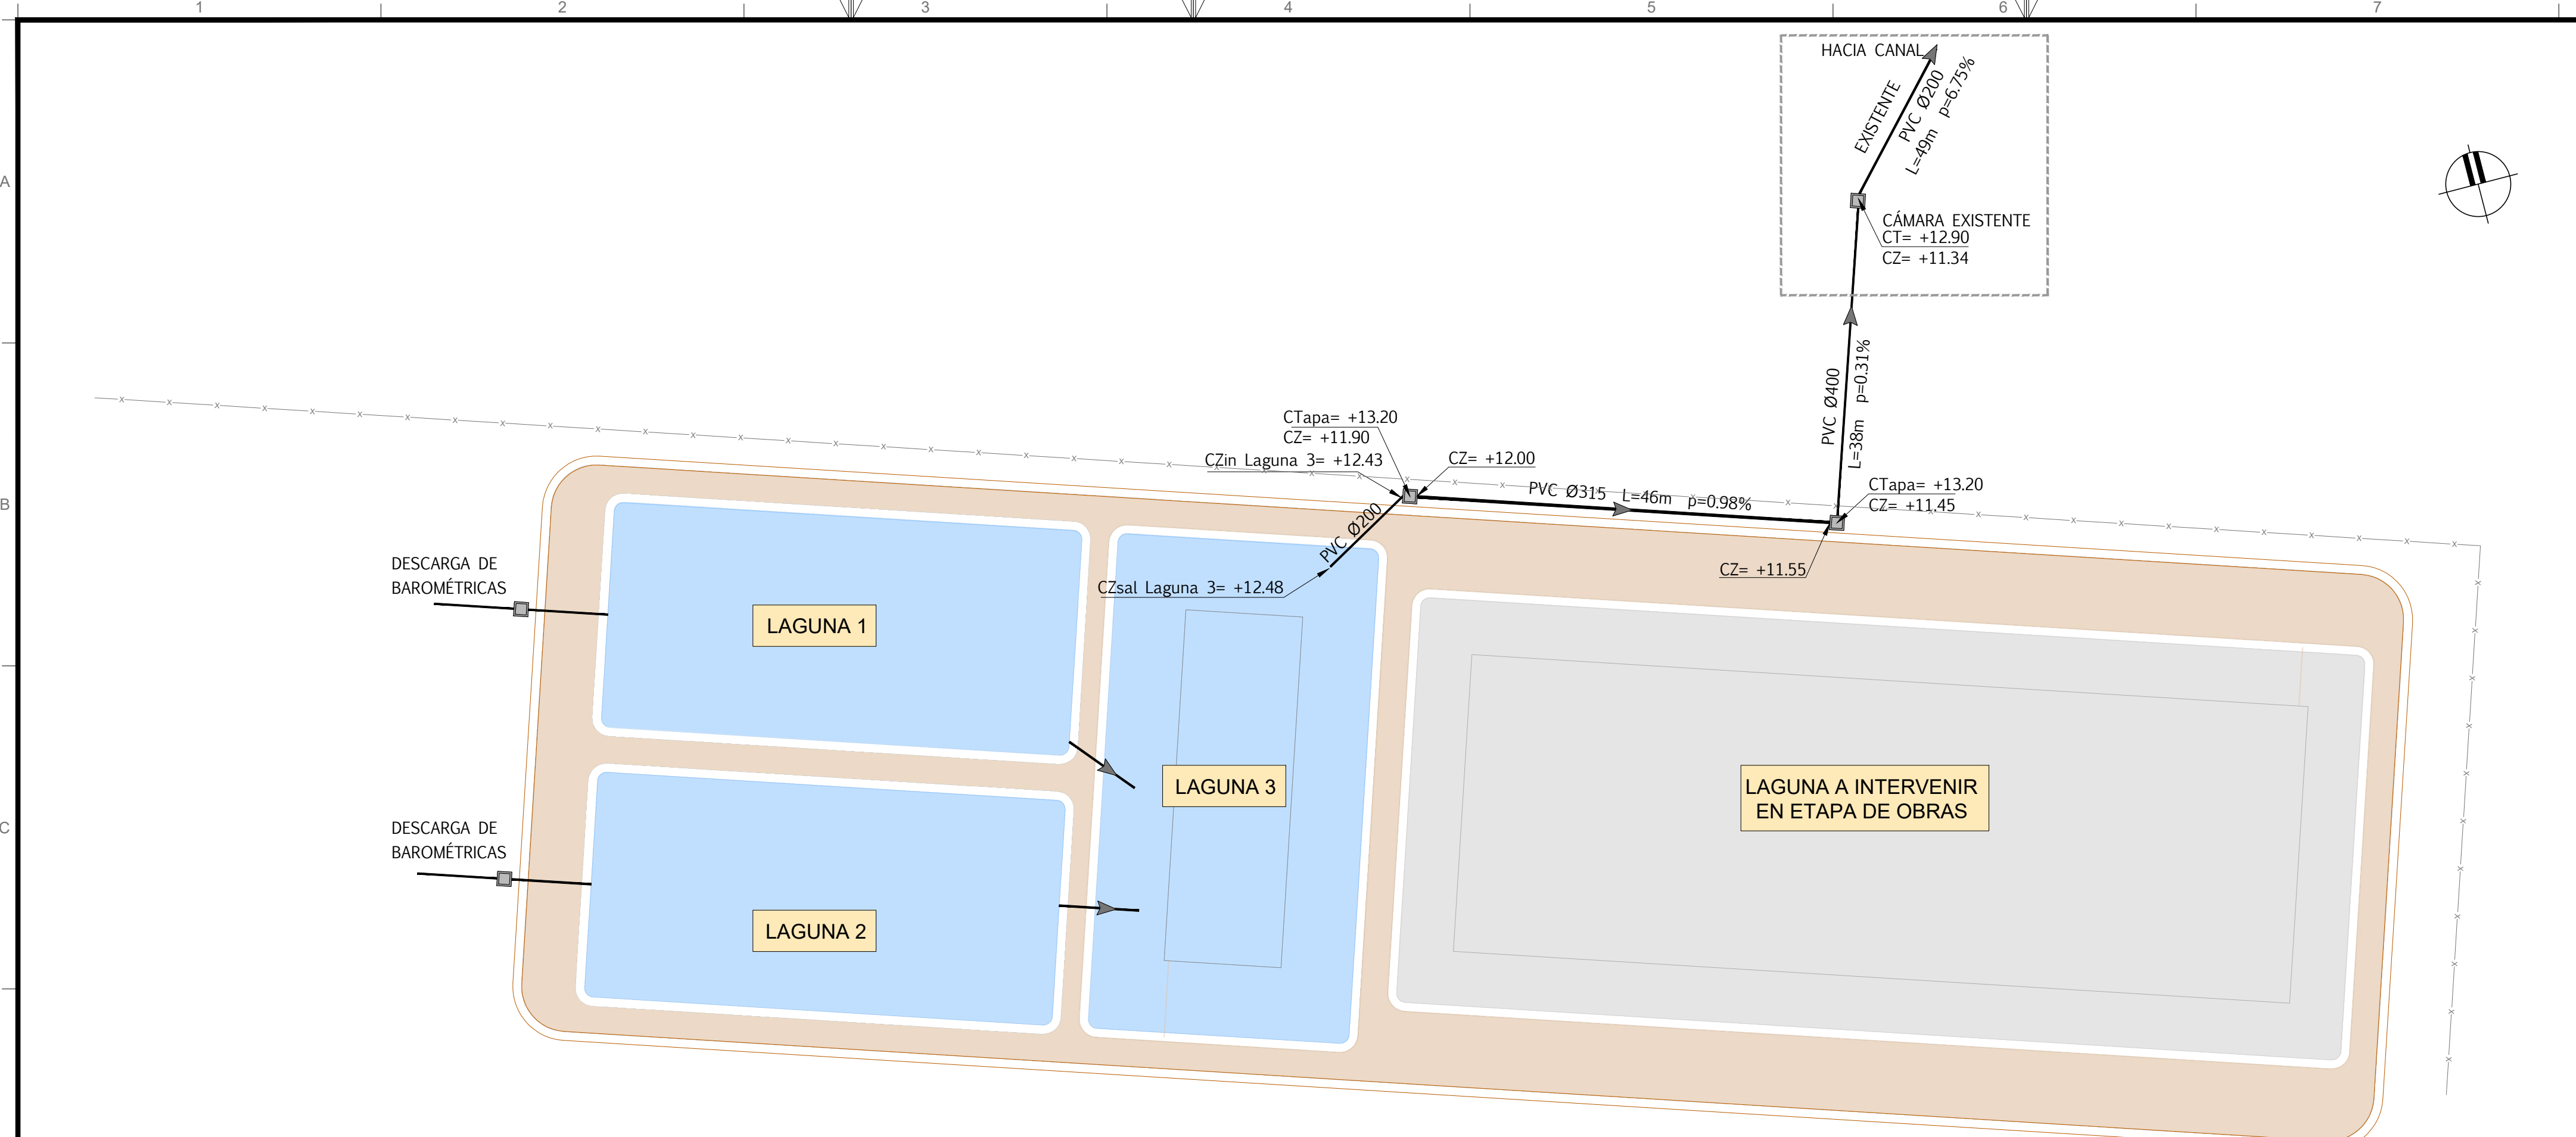 1 2 3 4 5 6 7
A
B
C
HACIA CANAL
EXISTENTE
PVC Ø200
L=49m p=6.75%
CÁMARA EXISTENTE
CT= +12.90
CZ= +11.34
PVC Ø400
L=38m p=0.31%
CTapa= +13.20
CZ= +11.90
CZin Laguna 3= +12.43
CZ= +12.00
PVC Ø315 L=46m p=0.98%
CTapa= +13.20
CZ= +11.45
CZ= +11.55
PVC Ø200
CZsal Laguna 3= +12.48
DESCARGA DE
BAROMÉTRICAS
LAGUNA 1
LAGUNA 3
LAGUNA A INTERVENIR
EN ETAPA DE OBRAS
DESCARGA DE
BAROMÉTRICAS
LAGUNA 2